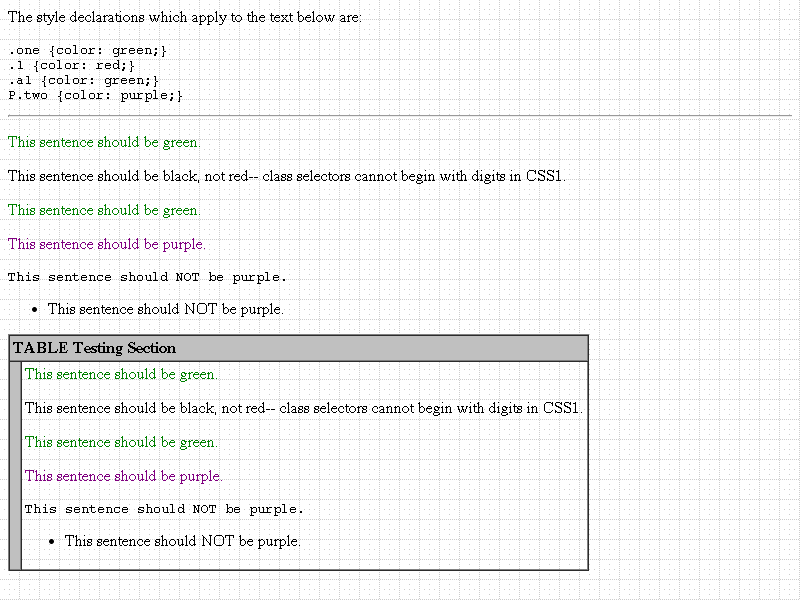 The style declarations which apply to the text below are:
.one {color: green;}
.1 {color: red;}
.a1 {color: green;}
P.two {color: purple;}
This sentence should be green.
This sentence should be black, not red-- class selectors cannot begin with digits in CSS1.
This sentence should be green.
This sentence should be purple.
This sentence should NOT be purple.
• This sentence should NOT be purple.
TABLE Testing Section
This sentence should be green.
This sentence should be black, not red-- class selectors cannot begin with digits in CSS1.
This sentence should be green.
This sentence should be purple.
This sentence should NOT be purple.
• This sentence should NOT be purple.